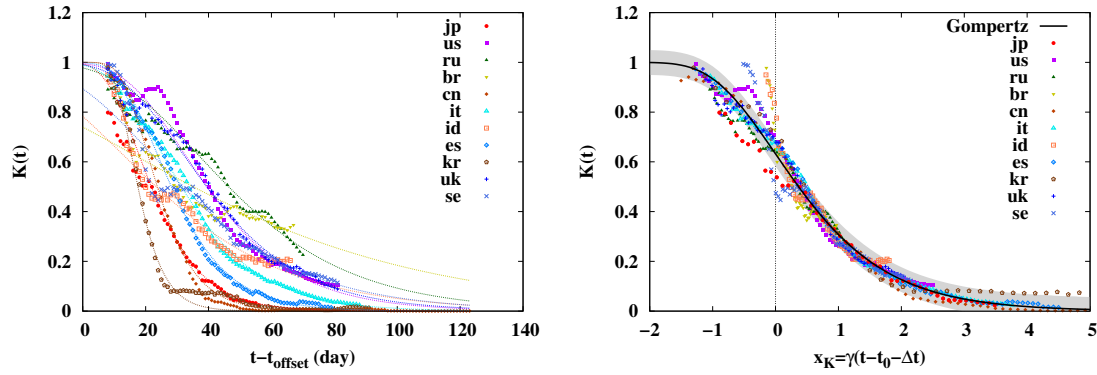 1.2
1
0.8
0.6
0.4
0.2
0
K(t)
0 20 40 60 80 100 120 140
t−t_offset (day)
jp
us
ru
br
cn
it
id
es
kr
uk
se
1.2
1
0.8
0.6
0.4
0.2
0
K(t)
−2 −1 0 1 2 3 4 5
x_K=γ(t−t_0−Δt)
Gompertz
jp
us
ru
br
cn
it
id
es
kr
uk
se